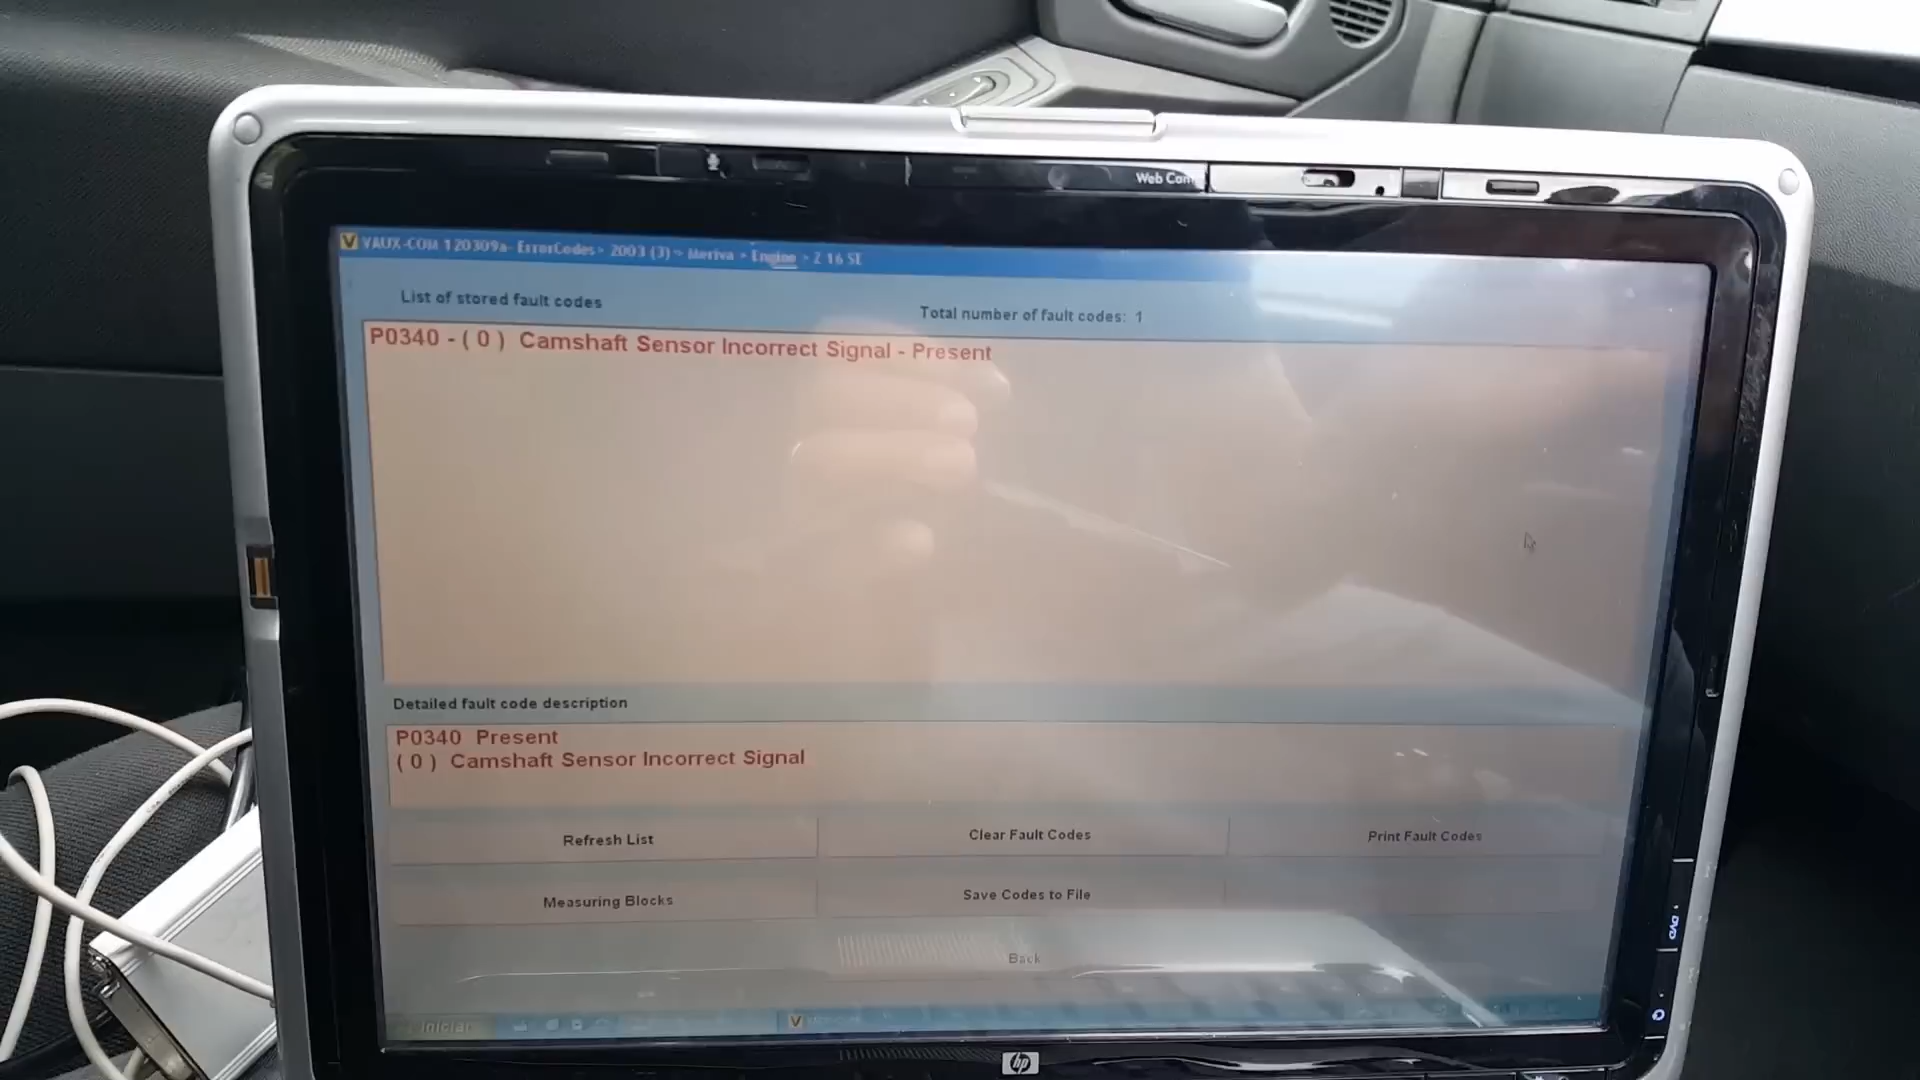 Web Cam
VAUX-COM 120309a- ErrorCodes > 2003 (3) > Meriva > Engine > Z 16 SE
List of stored fault codes
Total number of fault codes: 1
P0340 - ( 0 ) Camshaft Sensor Incorrect Signal - Present
Detailed fault code description
P0340 Present
( 0 ) Camshaft Sensor Incorrect Signal
Refresh List
Clear Fault Codes
Print Fault Codes
Measuring Blocks
Save Codes to File
Back
Iniciar
DVD
hp